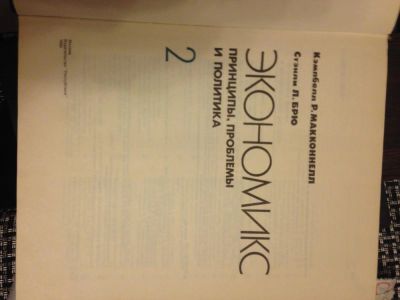 Кэмпбелл Р. МАККОННЕЛЛ
Стэнли Л. БРЮ
ЭКОНОМИКС
ПРИНЦИПЫ, ПРОБЛЕМЫ
И ПОЛИТИКА
2